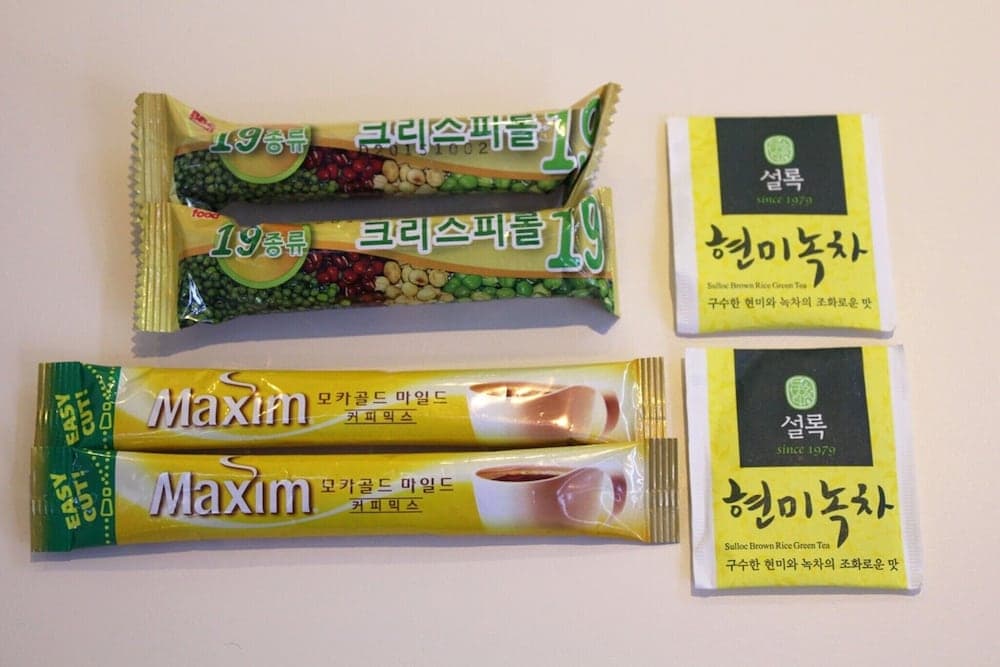 19종류
크리스피롤
19
food
19종류
크리스피롤
19
EASY
CUT!
Maxim
모카골드 마일드
커피믹스
EASY
CUT!
Maxim
모카골드 마일드
커피믹스
설록
since 1979
현미녹차
Sulloc Brown Rice Green Tea
구수한 현미와 녹차의 조화로운 맛
설록
since 1979
현미녹차
Sulloc Brown Rice Green Tea
구수한 현미와 녹차의 조화로운 맛